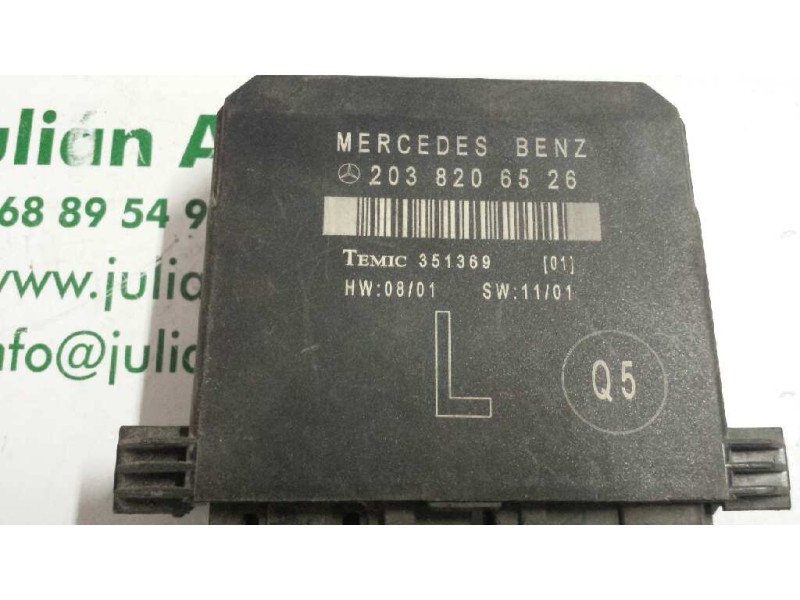 MERCEDES BENZ
203 820 65 26
TEMIC 351369 [01]
HW:08/01 SW:11/01
L
Q5
ulián A
68 89 54 9
www.julia
info@julia